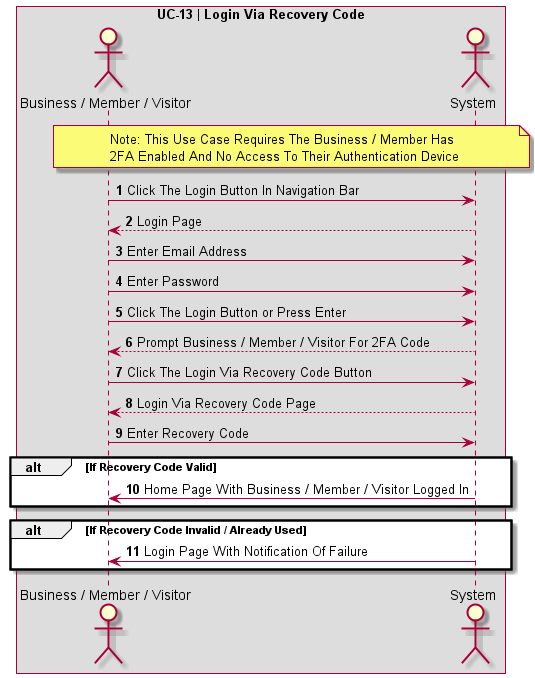 UC-13 | Login Via Recovery Code
Business / Member / Visitor
System
Note: This Use Case Requires The Business / Member Has
2FA Enabled And No Access To Their Authentication Device
1 Click The Login Button In Navigation Bar
2 Login Page
3 Enter Email Address
4 Enter Password
5 Click The Login Button or Press Enter
6 Prompt Business / Member / Visitor For 2FA Code
7 Click The Login Via Recovery Code Button
8 Login Via Recovery Code Page
9 Enter Recovery Code
alt [If Recovery Code Valid]
10 Home Page With Business / Member / Visitor Logged In
alt [If Recovery Code Invalid / Already Used]
11 Login Page With Notification Of Failure
Business / Member / Visitor
System